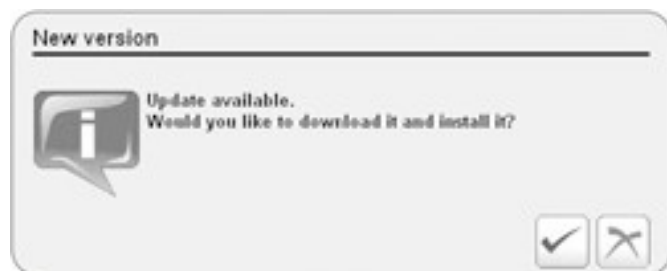 New version
Update available.
Would you like to download it and install it?